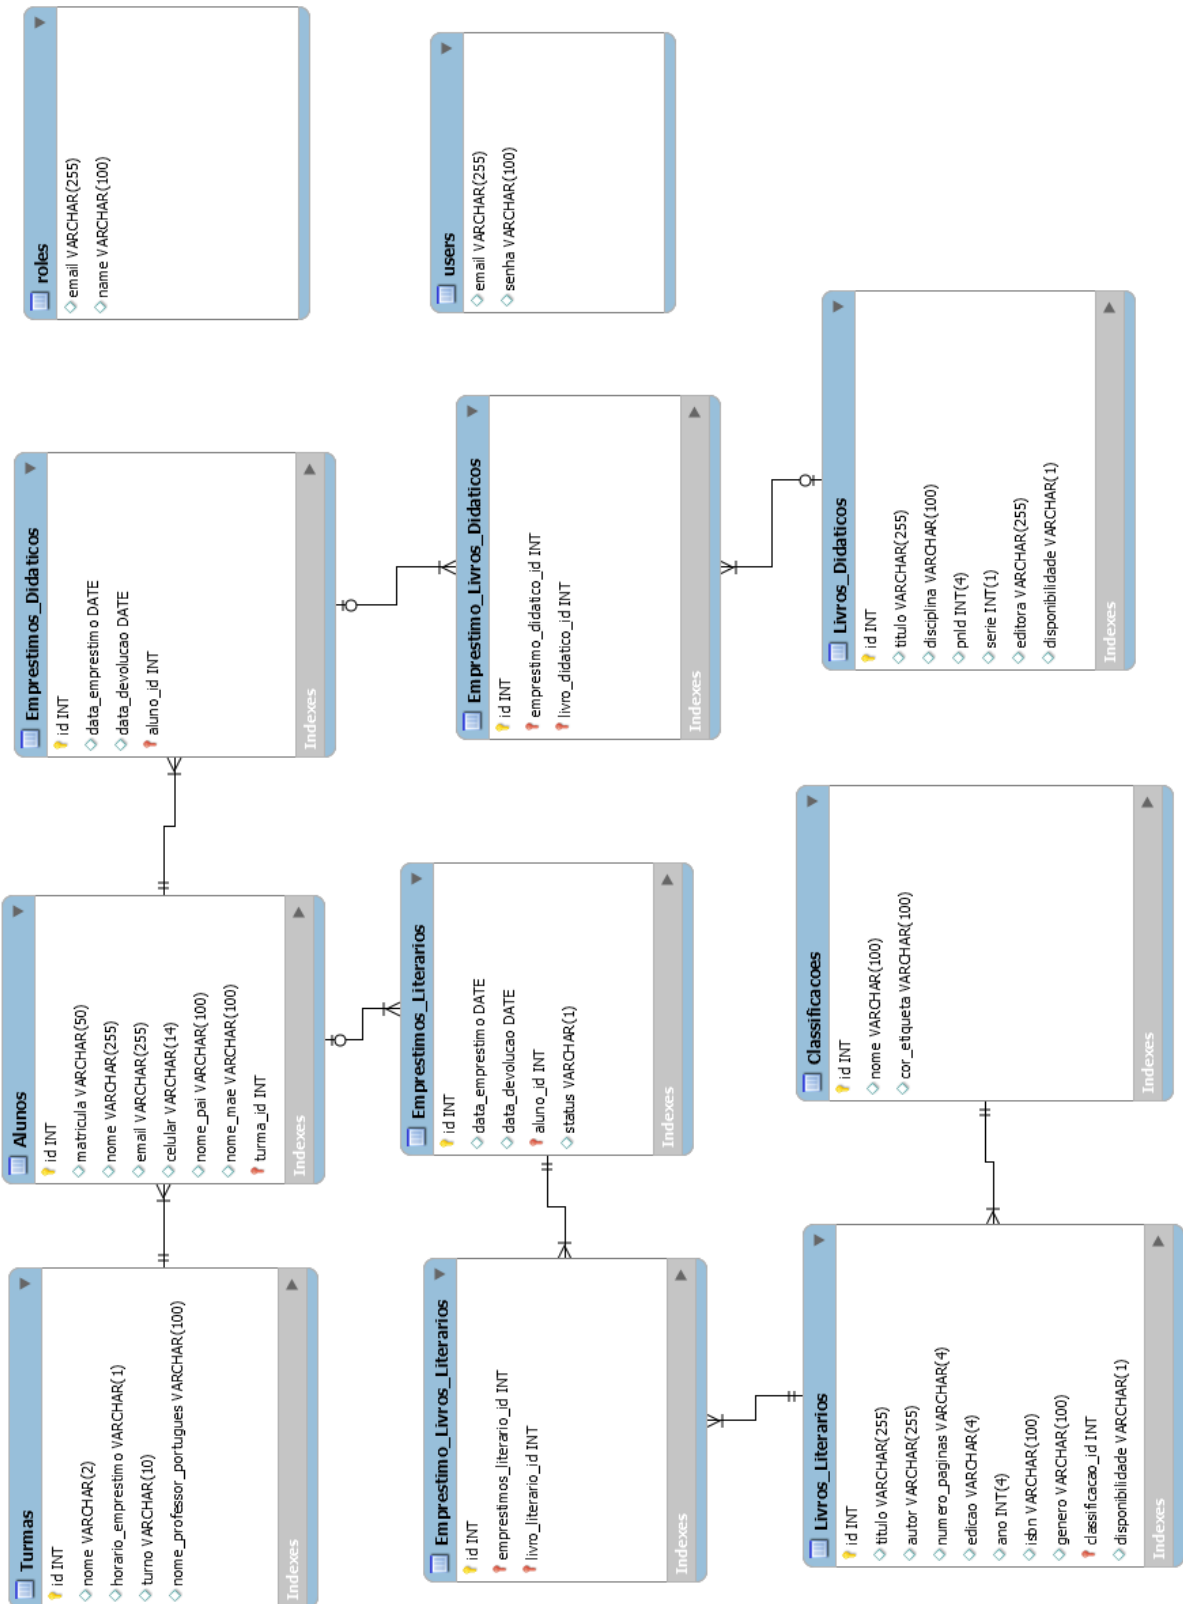 Turmas
id INT
nome VARCHAR(2)
horario_emprestimo VARCHAR(1)
turno VARCHAR(10)
nome_professor_portugues VARCHAR(100)
Indexes
Alunos
id INT
matricula VARCHAR(50)
nome VARCHAR(255)
email VARCHAR(255)
celular VARCHAR(14)
nome_pai VARCHAR(100)
nome_mae VARCHAR(100)
turma_id INT
Indexes
Emprestimos_Didaticos
id INT
data_emprestimo DATE
data_devolucao DATE
aluno_id INT
Indexes
roles
email VARCHAR(255)
name VARCHAR(100)
Emprestimo_Livros_Literarios
id INT
emprestimos_literario_id INT
livro_literario_id INT
Indexes
Emprestimos_Literarios
id INT
data_emprestimo DATE
data_devolucao DATE
aluno_id INT
status VARCHAR(1)
Indexes
Emprestimo_Livros_Didaticos
id INT
emprestimo_didatico_id INT
livro_didatico_id INT
Indexes
users
email VARCHAR(255)
senha VARCHAR(100)
Livros_Literarios
id INT
titulo VARCHAR(255)
autor VARCHAR(255)
numero_paginas VARCHAR(4)
edicao VARCHAR(4)
ano INT(4)
isbn VARCHAR(100)
genero VARCHAR(100)
classificacao_id INT
disponibilidade VARCHAR(1)
Indexes
Classificacoes
id INT
nome VARCHAR(100)
cor_etiqueta VARCHAR(100)
Indexes
Livros_Didaticos
id INT
titulo VARCHAR(255)
disciplina VARCHAR(100)
pnld INT(4)
serie INT(1)
editora VARCHAR(255)
disponibilidade VARCHAR(1)
Indexes